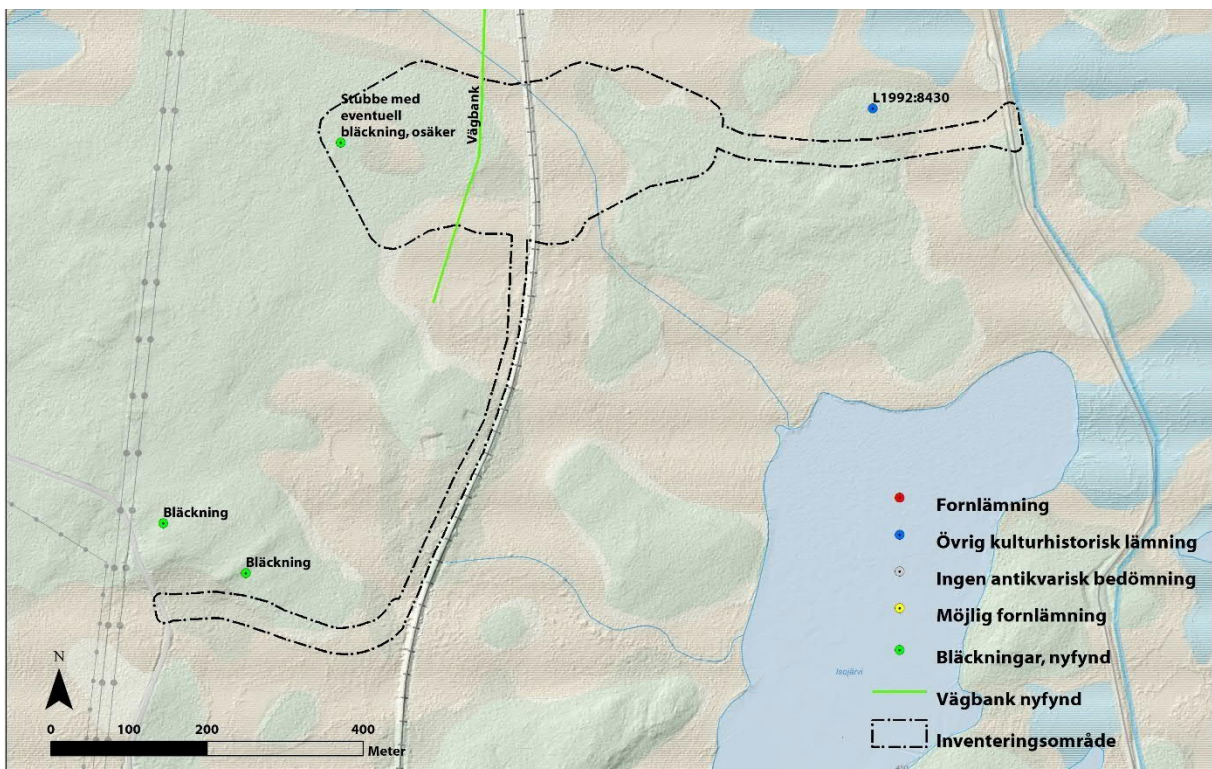 Stubbe med
eventuell
bläckning, osäker
Vägbank
L1992:8430
Bläckning
Bläckning
Fornlämning
Övrig kulturhistorisk lämning
Ingen antikvarisk bedömning
Möjlig fornlämning
Bläckningar, nyfynd
Vägbank nyfynd
Inventeringsområde
Isojärvi
N
0 100 200 400
Meter